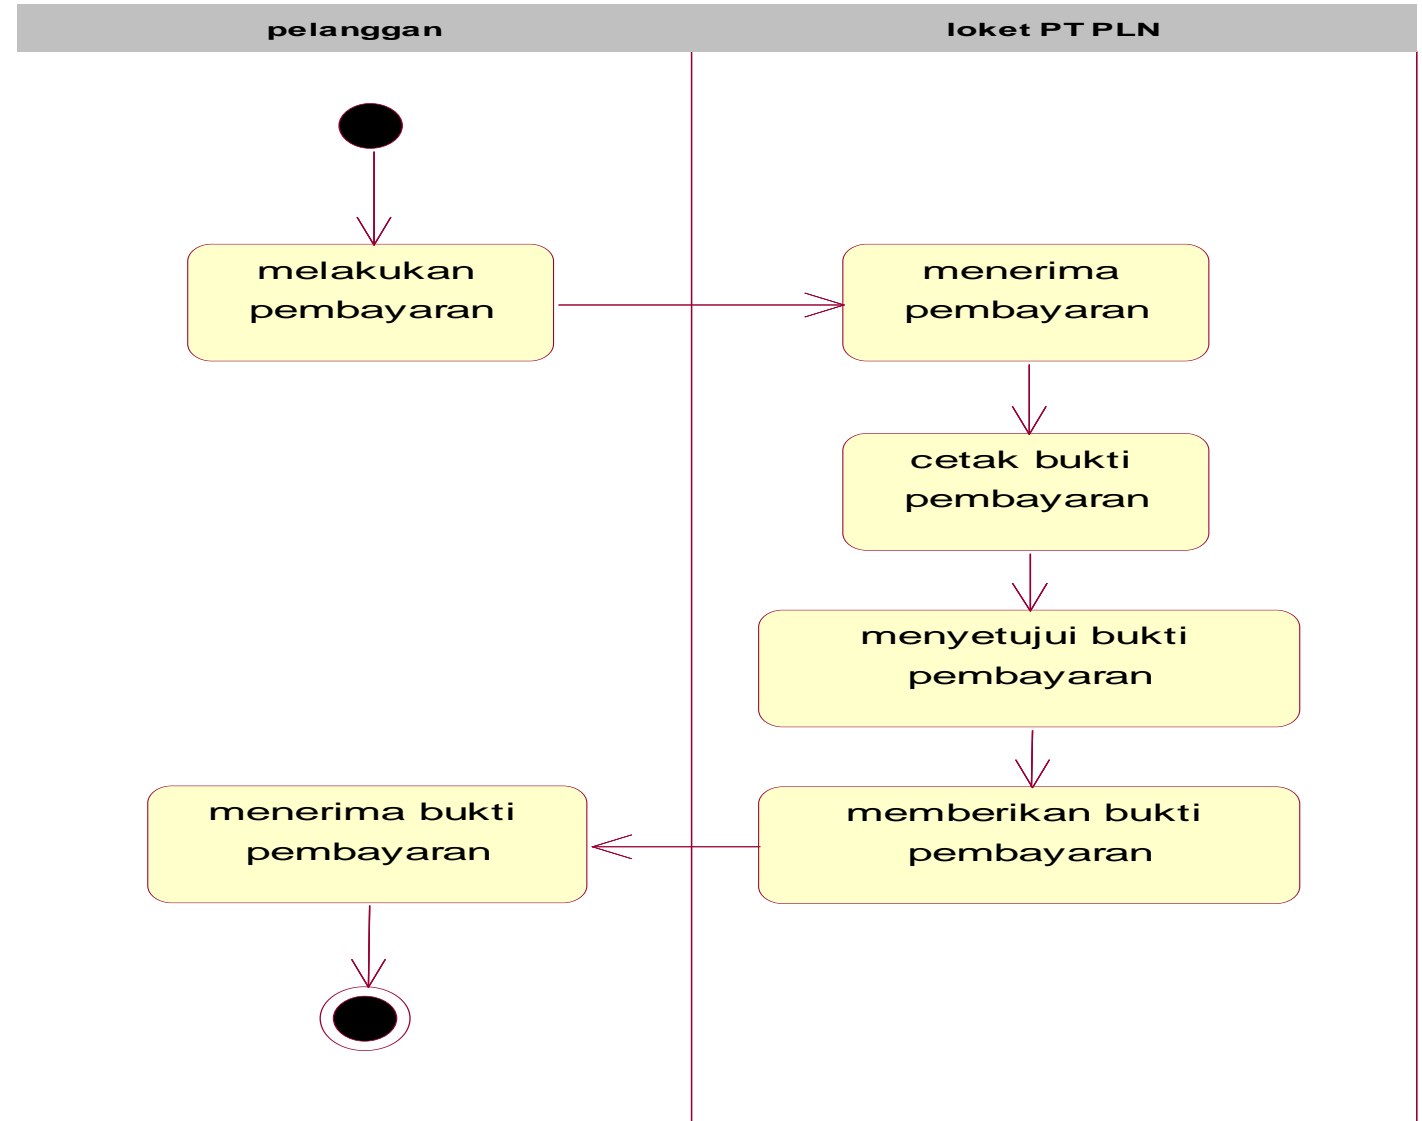 pelanggan
loket PT PLN
melakukan
pembayaran
menerima
pembayaran
cetak bukti
pembayaran
menyetujui bukti
pembayaran
memberikan bukti
pembayaran
menerima bukti
pembayaran